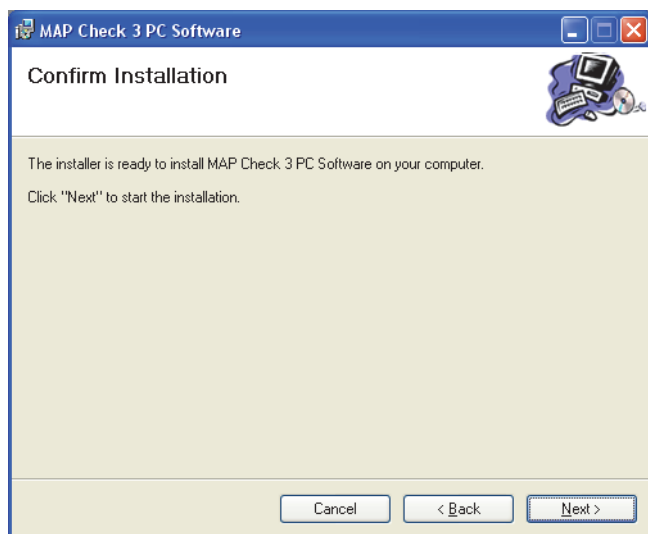 MAP Check 3 PC Software
Confirm Installation
The installer is ready to install MAP Check 3 PC Software on your computer.
Click "Next" to start the installation.
Cancel
< Back
Next >